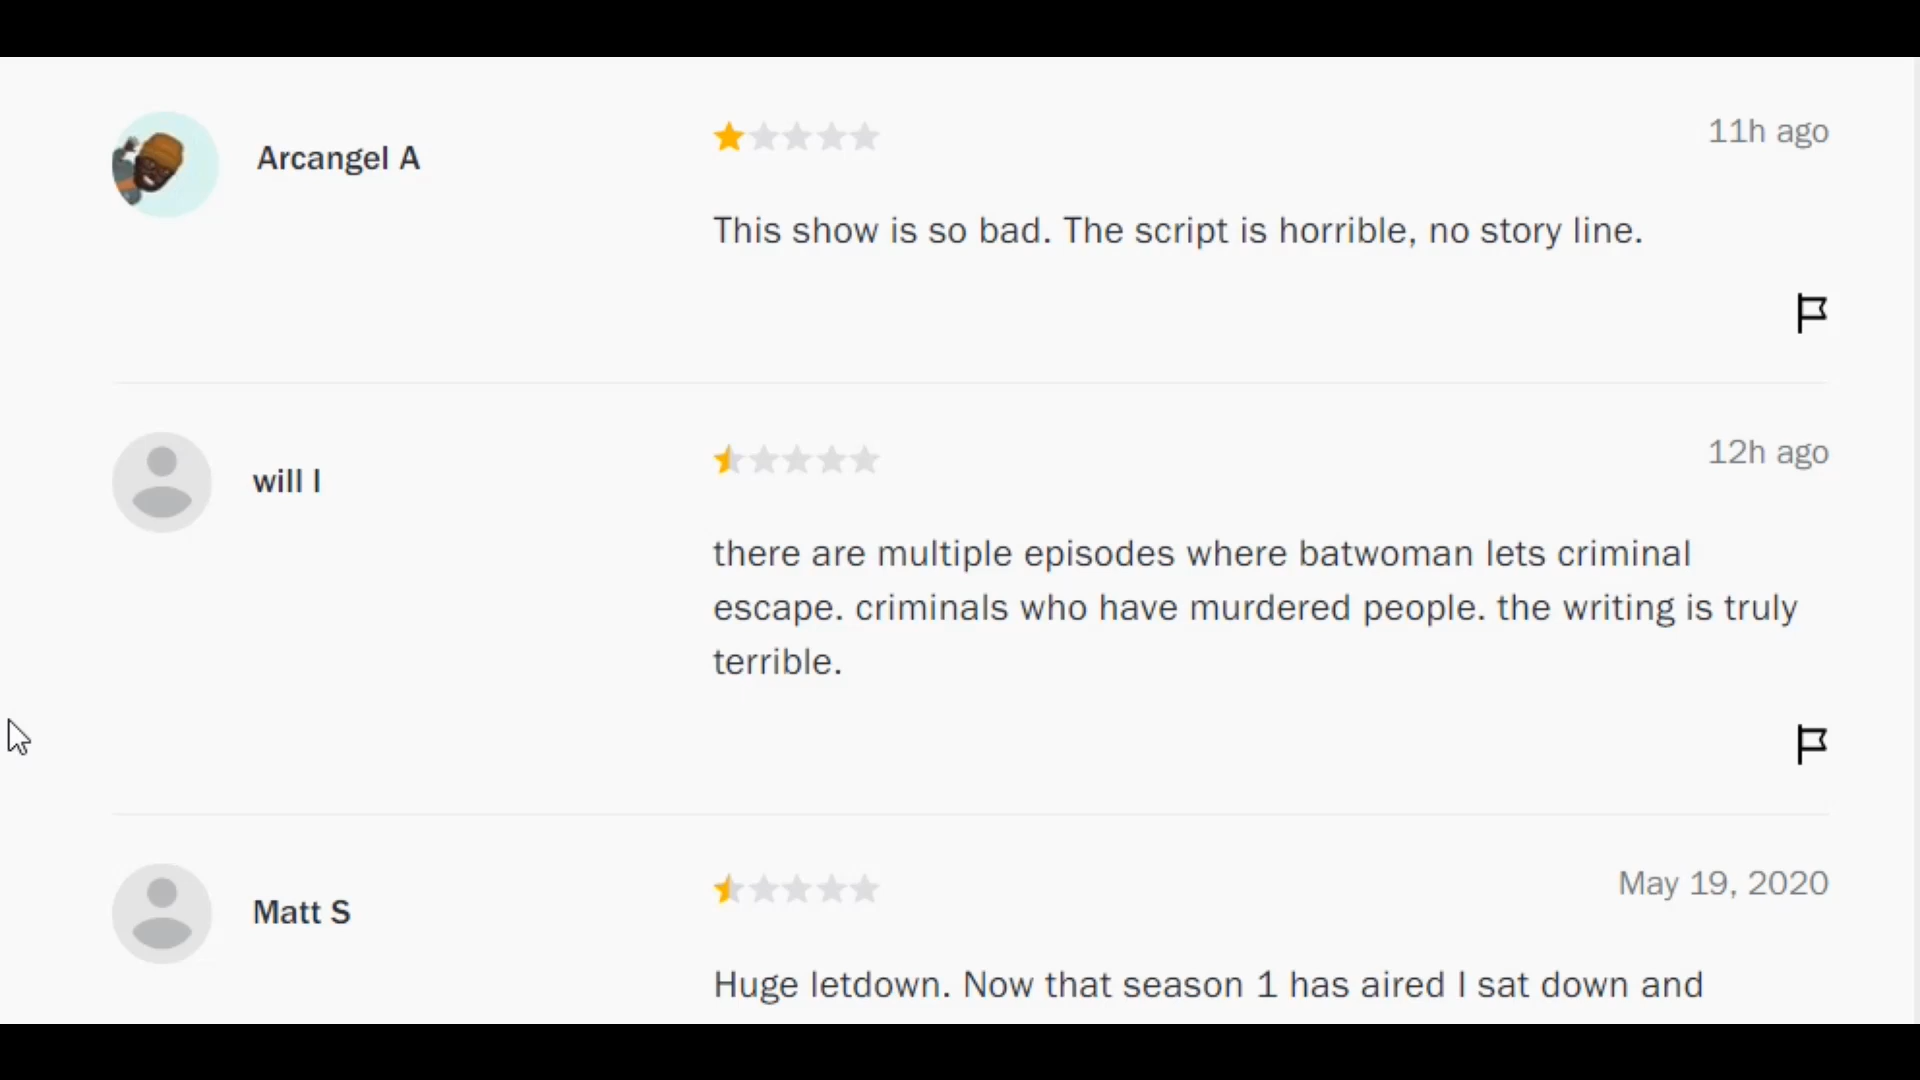 Arcangel A
11h ago
This show is so bad. The script is horrible, no story line.
will l
12h ago
there are multiple episodes where batwoman lets criminal
escape. criminals who have murdered people. the writing is truly
terrible.
Matt S
May 19, 2020
Huge letdown. Now that season 1 has aired I sat down and